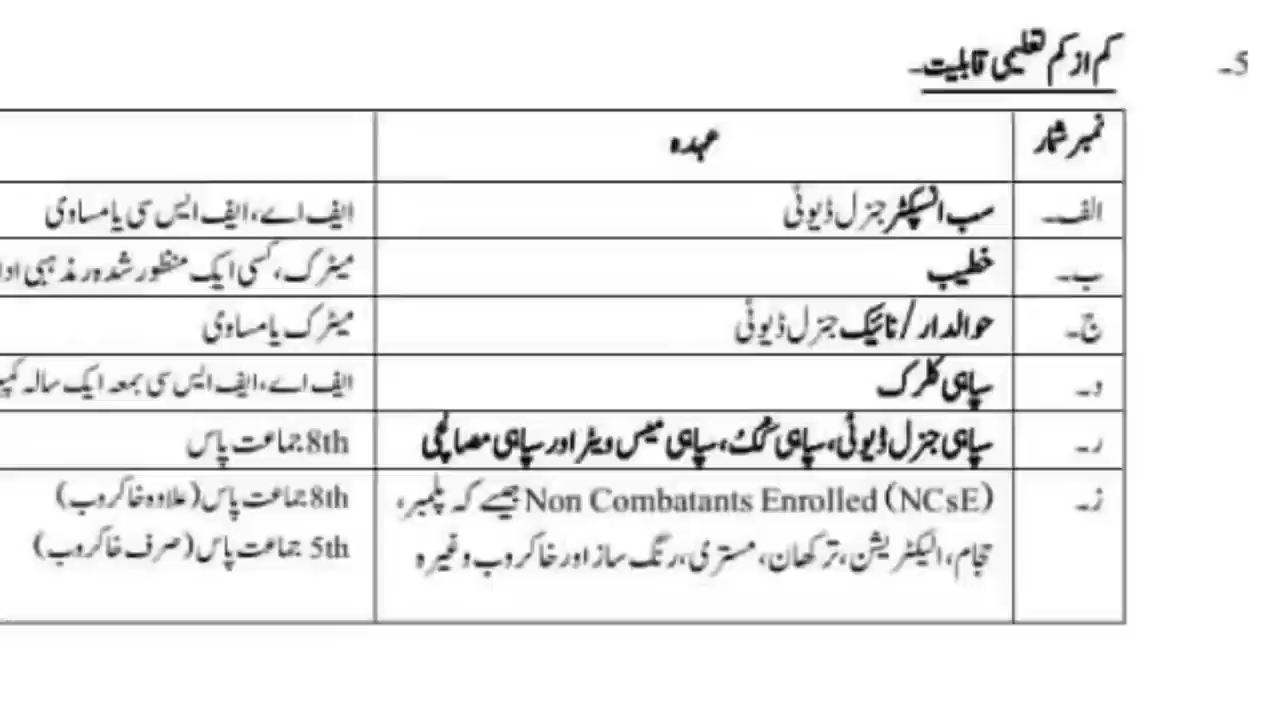 5۔ کم از کم تعلیمی قابلیت۔
نمبر شمار عہدہ
الف۔ سب انسپکٹر جنرل ڈیوٹی ایف اے، ایف ایس سی یا مساوی
ب۔ خطیب میٹرک، کسی ایک منظور شدہ مذہبی
ج۔ حوالدار / نائیک جنرل ڈیوٹی میٹرک یا مساوی
د۔ سپاہی کلرک ایف اے، ایف ایس سی بمعہ ایک سالہ
ر۔ سپاہی جنرل ڈیوٹی، سپاہی کک، سپاہی میس ویٹر اور سپاہی مصالچی 8th جماعت پاس
ز۔ Non Combatants Enrolled (NCsE) جیسے کہ پلمبر، 8th جماعت پاس (علاوہ خاکروب)
حجام، الیکٹریشن، ترکھان، مستری، رنگ ساز اور خاکروب وغیرہ 5th جماعت پاس (صرف خاکروب)